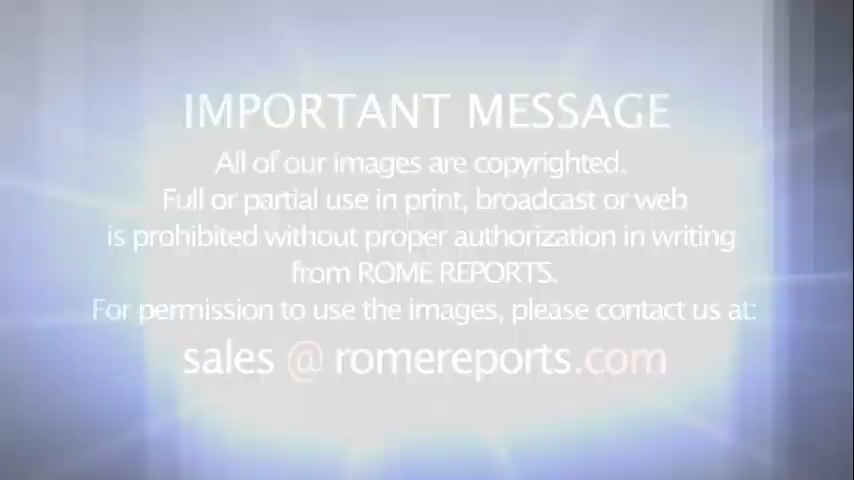 IMPORTANT MESSAGE
All of our images are copyrighted.
Full or partial use in print, broadcast or web
is prohibited without proper authorization in writing
from ROME REPORTS.
For permission to use the images, please contact us at:
sales @ romereports.com